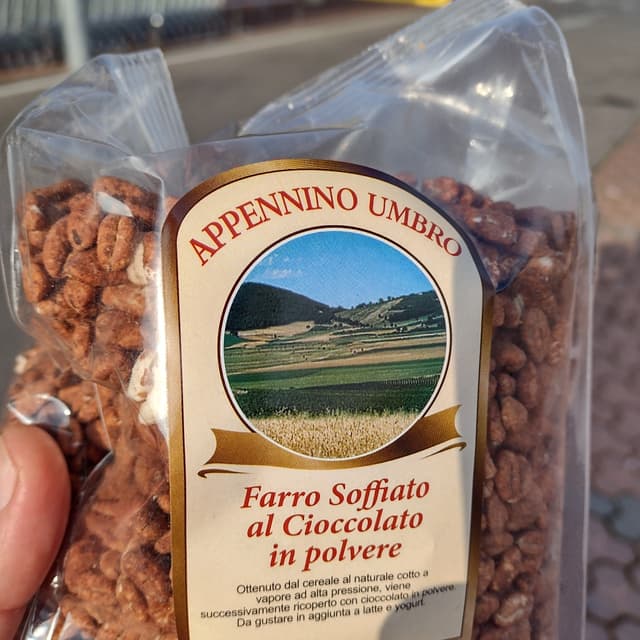 APPENNINO UMBRO
Farro Soffiato
al Cioccolato
in polvere
Ottenuto dal cereale al naturale cotto a
vapore ad alta pressione, viene
successivamente ricoperto con cioccolato in polvere.
Da gustare in aggiunta a latte e yogurt.